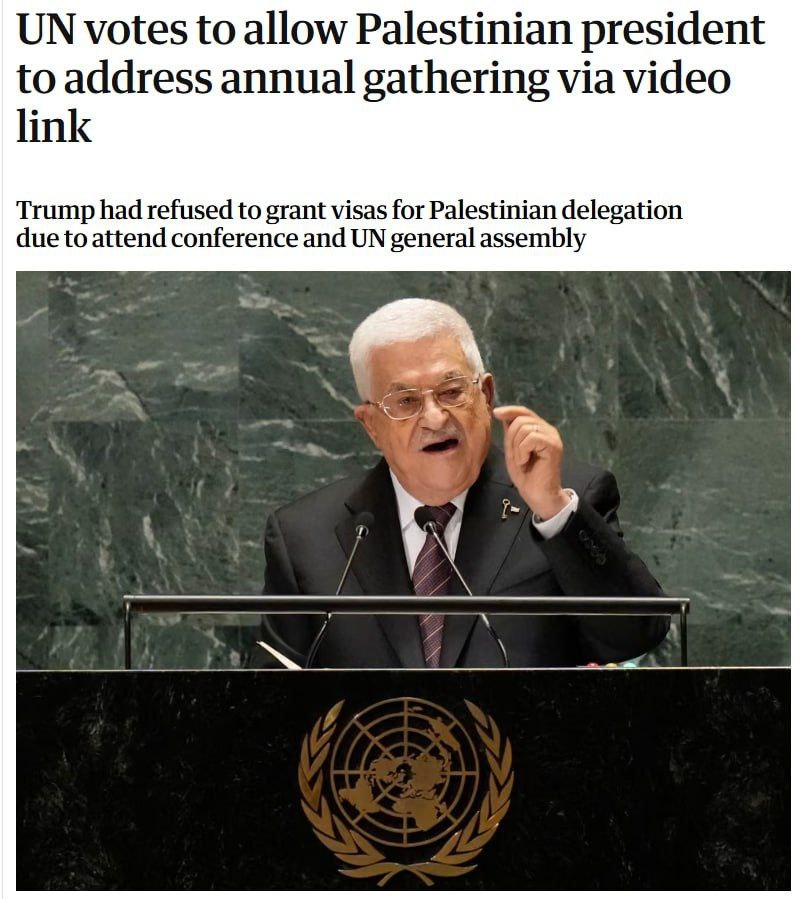 UN votes to allow Palestinian president
to address annual gathering via video
link
Trump had refused to grant visas for Palestinian delegation
due to attend conference and UN general assembly